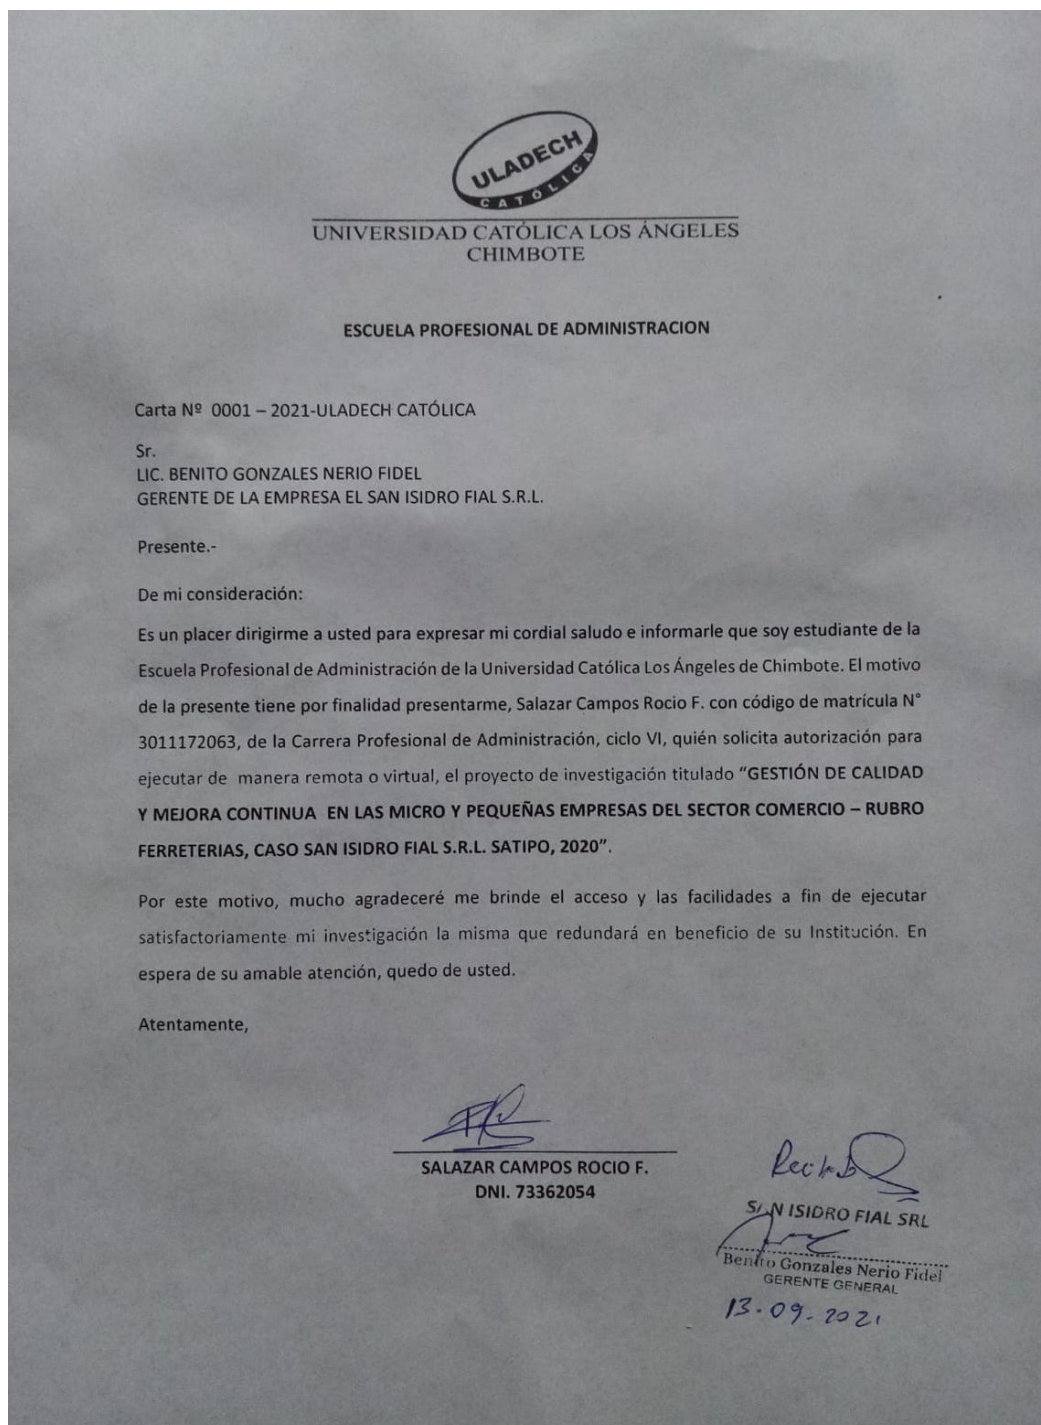 ULADECH
CATÓLICA
UNIVERSIDAD CATÓLICA LOS ÁNGELES
CHIMBOTE
ESCUELA PROFESIONAL DE ADMINISTRACION
Carta Nº 0001 – 2021-ULADECH CATÓLICA
Sr.
LIC. BENITO GONZALES NERIO FIDEL
GERENTE DE LA EMPRESA EL SAN ISIDRO FIAL S.R.L.
Presente.-
De mi consideración:
Es un placer dirigirme a usted para expresar mi cordial saludo e informarle que soy estudiante de la
Escuela Profesional de Administración de la Universidad Católica Los Ángeles de Chimbote. El motivo
de la presente tiene por finalidad presentarme, Salazar Campos Rocio F. con código de matrícula N°
3011172063, de la Carrera Profesional de Administración, ciclo VI, quién solicita autorización para
ejecutar de manera remota o virtual, el proyecto de investigación titulado “GESTIÓN DE CALIDAD
Y MEJORA CONTINUA EN LAS MICRO Y PEQUEÑAS EMPRESAS DEL SECTOR COMERCIO – RUBRO
FERRETERIAS, CASO SAN ISIDRO FIAL S.R.L. SATIPO, 2020”.
Por este motivo, mucho agradeceré me brinde el acceso y las facilidades a fin de ejecutar
satisfactoriamente mi investigación la misma que redundará en beneficio de su Institución. En
espera de su amable atención, quedo de usted.
Atentamente,
SALAZAR CAMPOS ROCIO F.
DNI. 73362054
Recibido
SAN ISIDRO FIAL SRL
Benito Gonzales Nerio Fidel
GERENTE GENERAL
13-09-2021